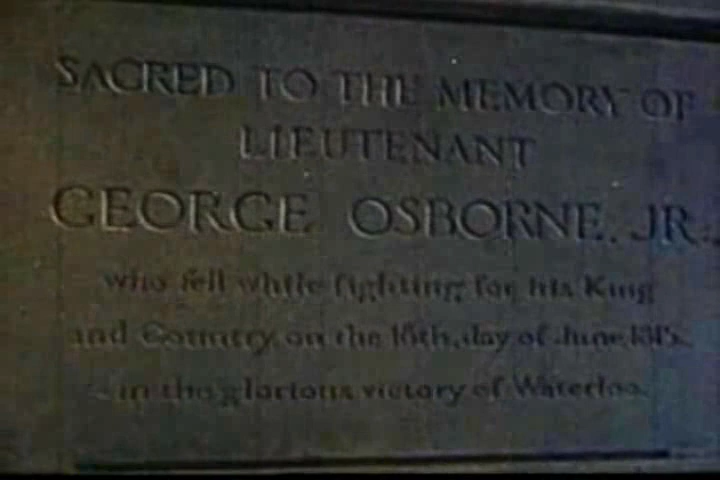 SACRED TO THE MEMORY OF
LIEUTENANT
GEORGE OSBORNE, JR.,
who fell while fighting for his King
and Country on the 16th, day of June, 1815.
in the glorious victory of Waterloo.